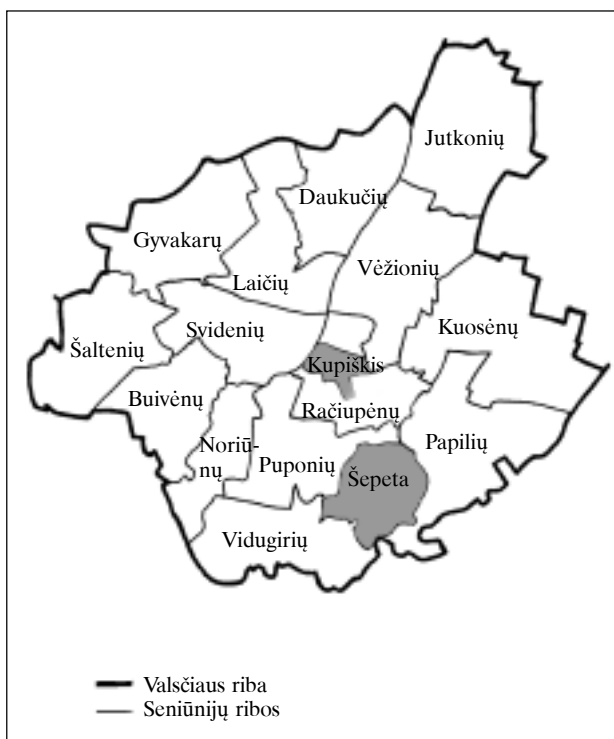 Jutkonių
Daukučių
Gyvakarų
Vėžionių
Laičių
Kuosėnų
Svidenių
Šaltenių
Kupiškis
Buivėnų
Račiupėnų
Noriū-
nų
Papilių
Puponių
Šepeta
Vidugirių
Valsčiaus riba
Seniūnijų ribos